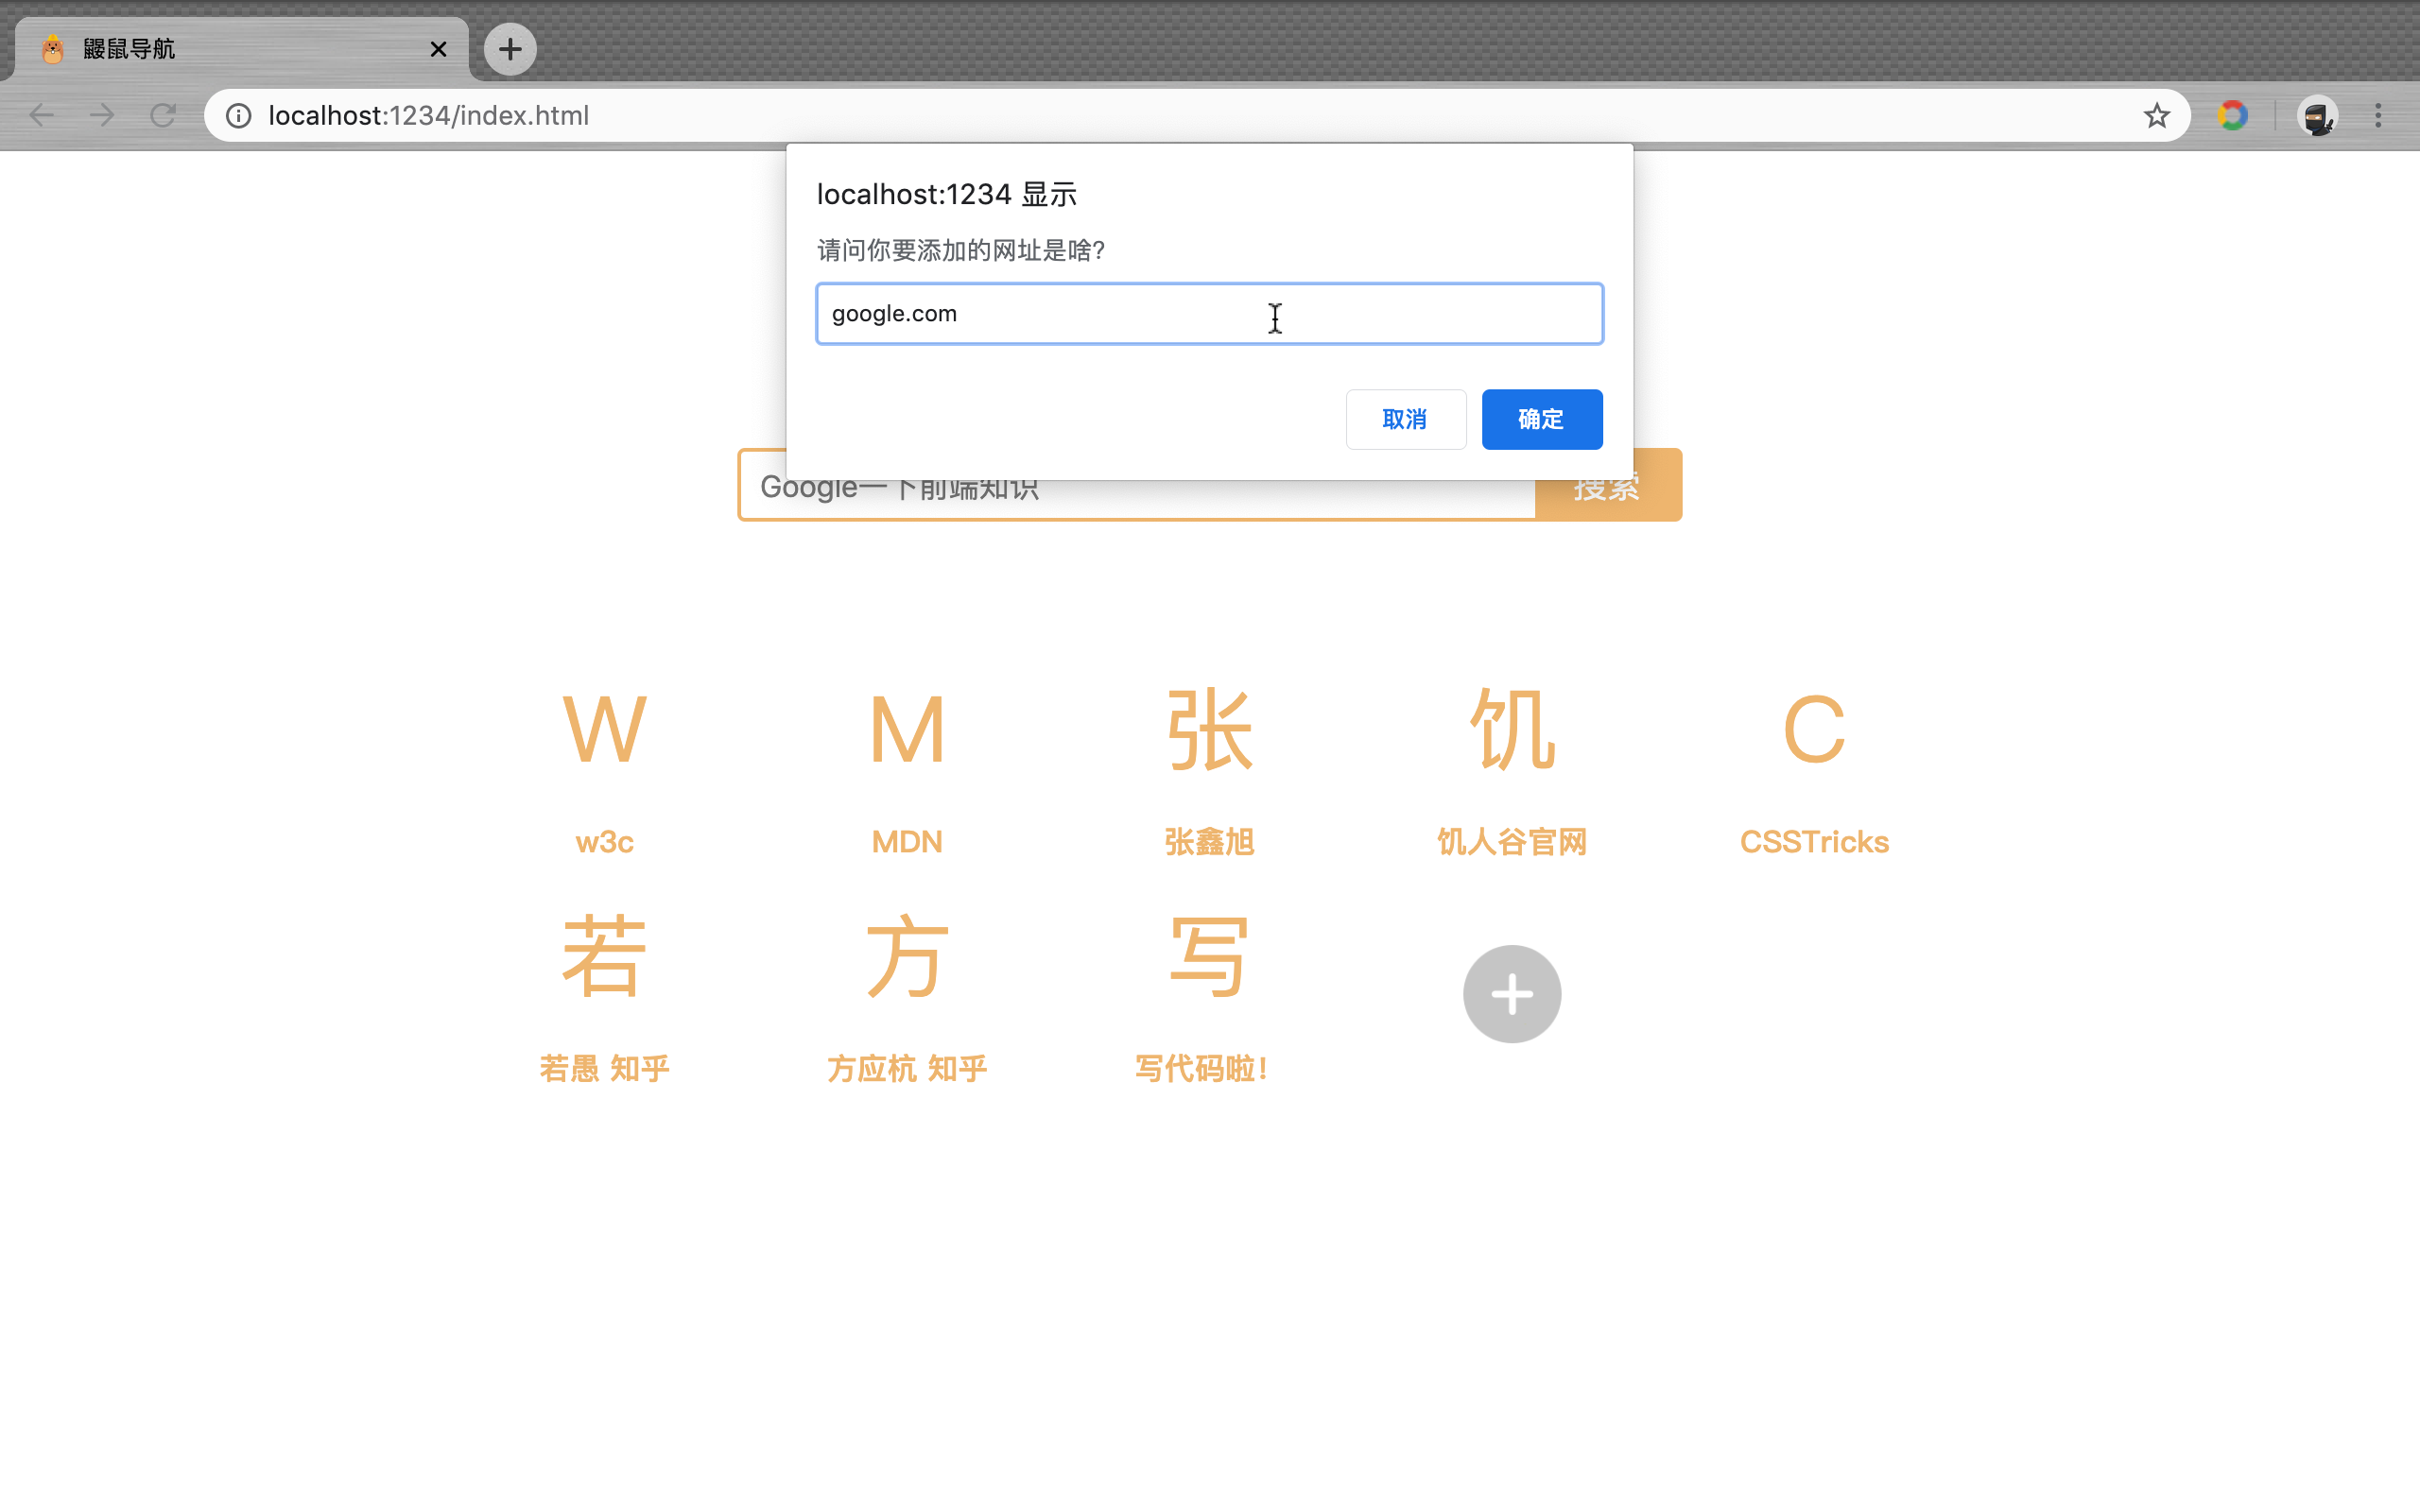 鼹鼠导航
localhost:1234/index.html
localhost:1234 显示
请问你要添加的网址是啥?
google.com
取消 确定
Google一下前端知识 搜索
W M 张 饥 C
w3c MDN 张鑫旭 饥人谷官网 CSSTricks
若 方 写
若愚 知乎 方应杭 知乎 写代码啦!